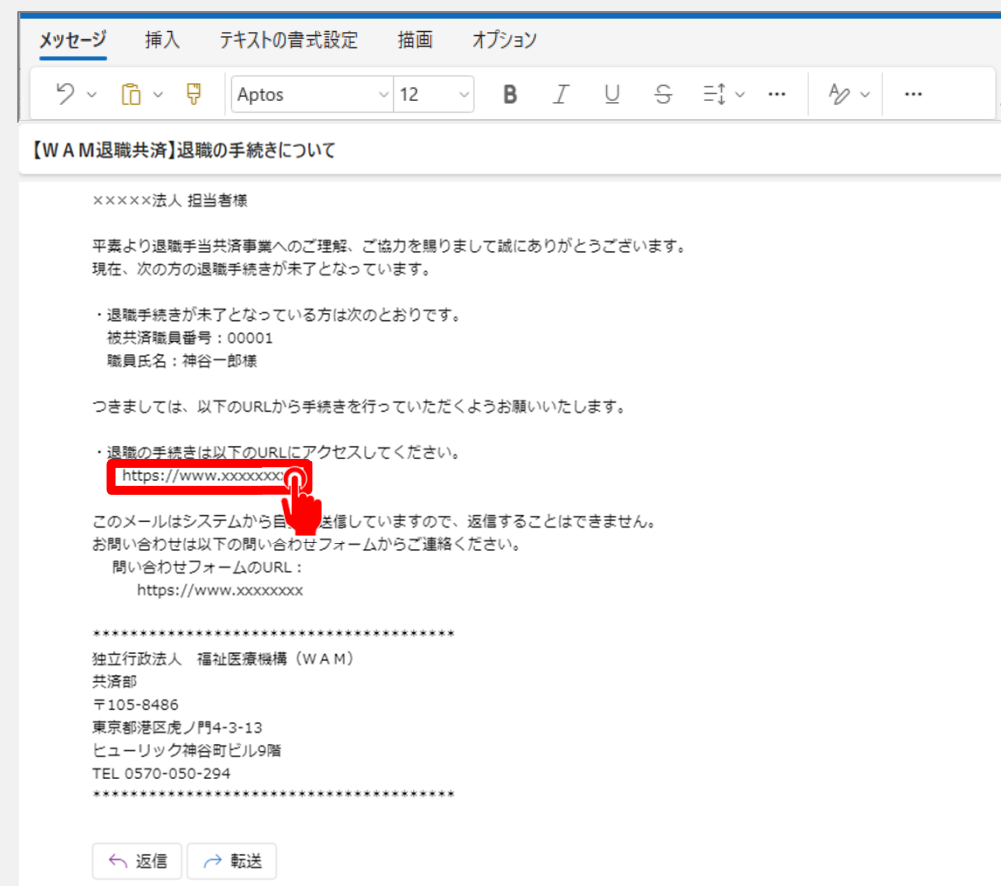 メッセージ 挿入 テキストの書式設定 描画 オプション
Aptos 12 B I U S
【ＷＡＭ退職共済】退職の手続きについて
×××××法人 担当者様
平素より退職手当共済事業へのご理解、ご協力を賜りまして誠にありがとうございます。
現在、次の方の退職手続きが未了となっています。
・退職手続きが未了となっている方は次のとおりです。
被共済職員番号：00001
職員氏名：神谷一郎様
つきましては、以下のURLから手続きを行っていただくようお願いいたします。
・退職の手続きは以下のURLにアクセスしてください。
https://www.xxxxxxx
このメールはシステムから自 送信していますので、返信することはできません。
お問い合わせは以下の問い合わせフォームからご連絡ください。
問い合わせフォームのURL：
https://www.xxxxxxxx
***************************************
独立行政法人　福祉医療機構（ＷＡＭ）
共済部
〒105-8486
東京都港区虎ノ門4-3-13
ヒューリック神谷町ビル9階
TEL 0570-050-294
***************************************
返信 転送